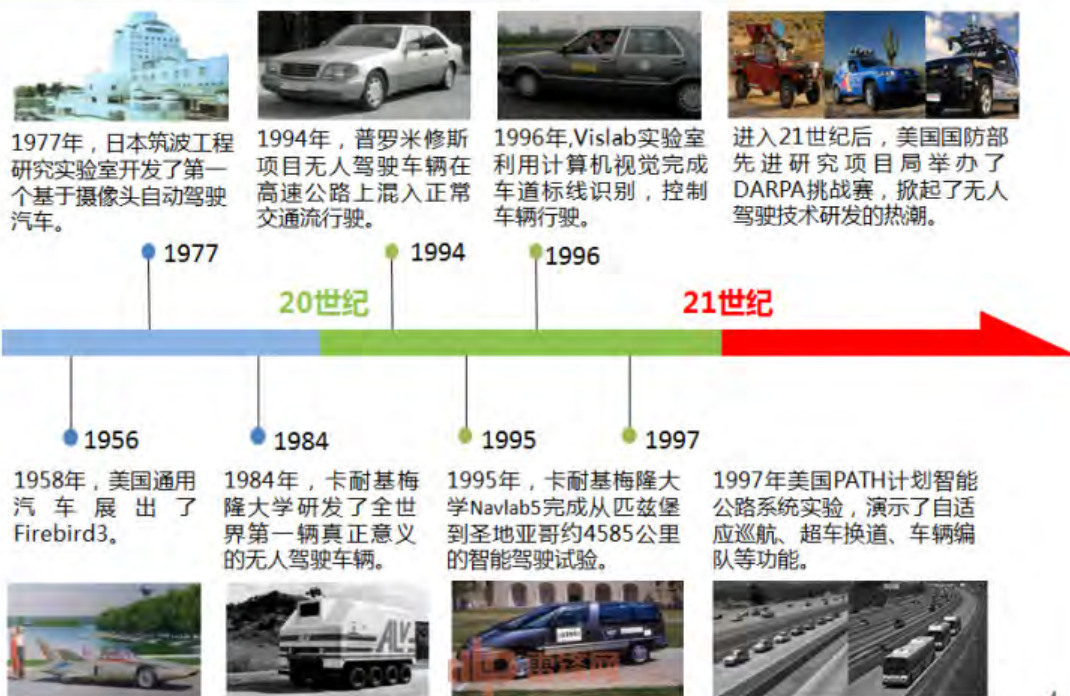 1977年，日本筑波工程
研究实验室开发了第一
个基于摄像头自动驾驶
汽车。
1994年，普罗米修斯
项目无人驾驶车辆在
高速公路上混入正常
交通流行驶。
1996年,Vislab实验室
利用计算机视觉完成
车道标线识别，控制
车辆行驶。
进入21世纪后，美国国防部
先进研究项目局举办了
DARPA挑战赛，掀起了无人
驾驶技术研发的热潮。
1977
1994
1996
20世纪
21世纪
1956
1984
1995
1997
1958年，美国通用
汽车展出了
Firebird3。
1984年，卡耐基梅
隆大学研发了全世
界第一辆真正意义
的无人驾驶车辆。
1995年，卡耐基梅隆大
学Navlab5完成从匹兹堡
到圣地亚哥约4585公里
的智能驾驶试验。
1997年美国PATH计划智能
公路系统实验，演示了自适
应巡航、超车换道、车辆编
队等功能。
ALV
雷锋网